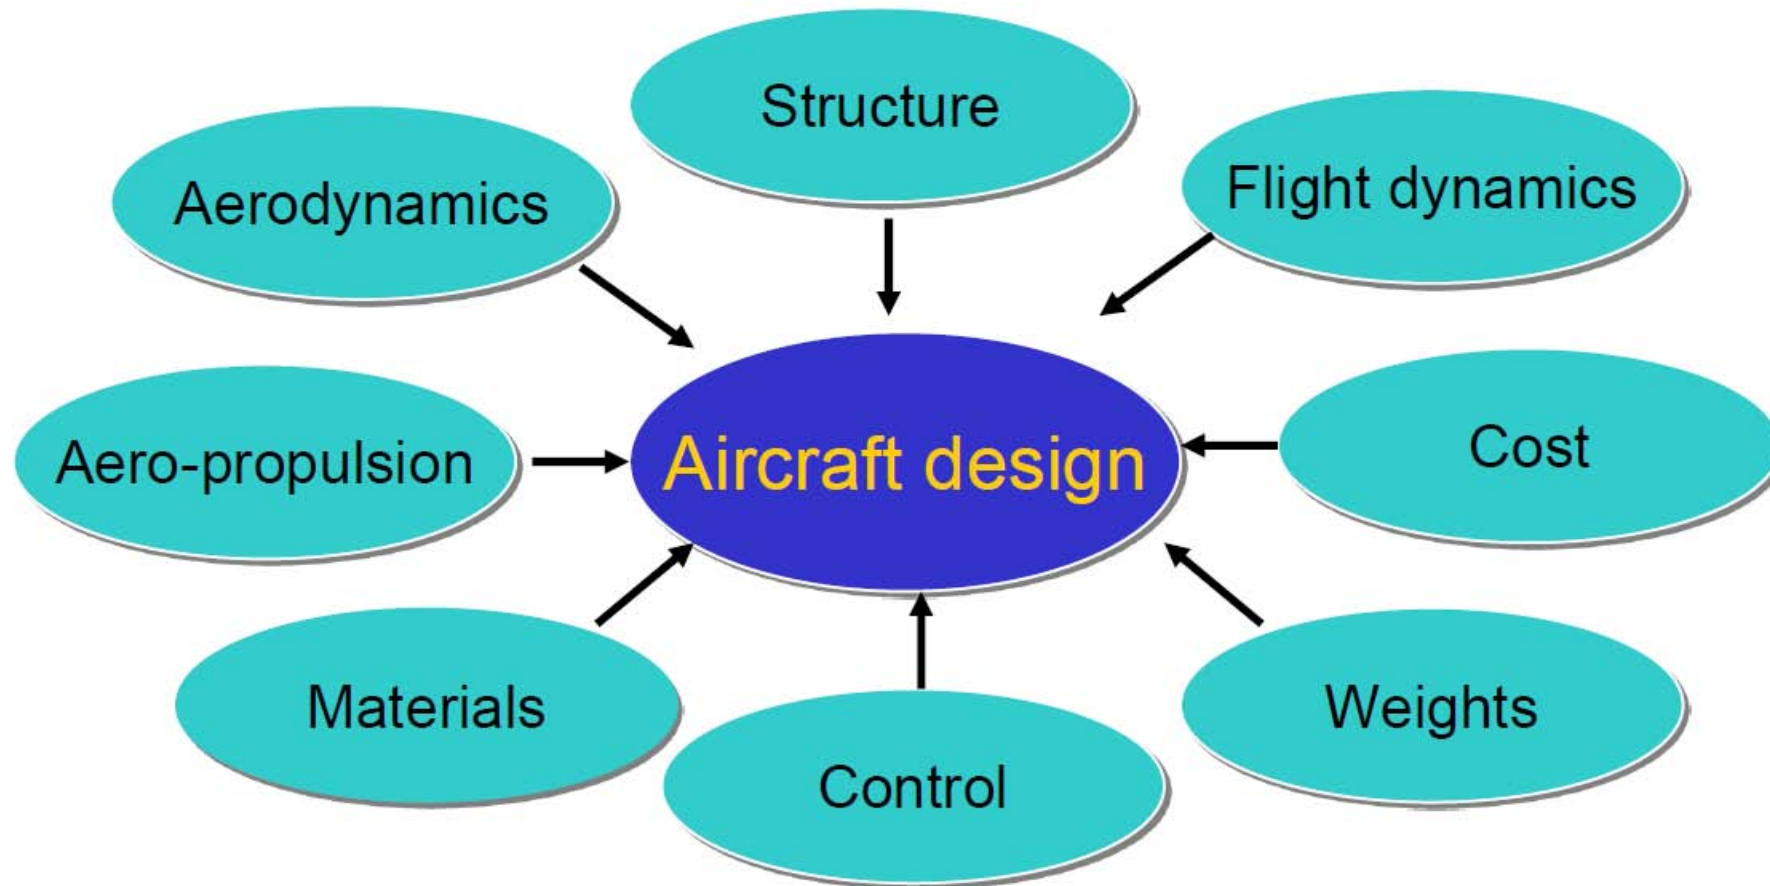 Structure
Aerodynamics
Flight dynamics
Aero-propulsion
Aircraft design
Cost
Materials
Control
Weights